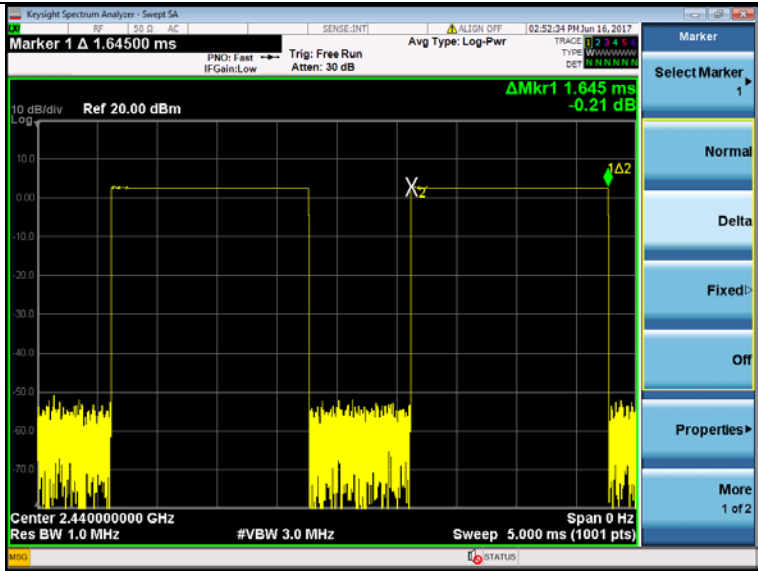 Keysight Spectrum Analyzer - Swept SA
LXI RF 50 Ω AC SENSE:INT ALIGN OFF 02:52:34 PM Jun 16, 2017
Marker 1 Δ 1.64500 ms
PNO: Fast
IFGain:Low
Trig: Free Run
Atten: 30 dB
Avg Type: Log-Pwr
TRACE 1 2 3 4 5 6
TYPE WWWWWW
DET N N N N N N
ΔMkr1 1.645 ms
-0.21 dB
10 dB/div Ref 20.00 dBm
Log
10.0
0.00
-10.0
-20.0
-30.0
-40.0
-50.0
-60.0
-70.0
X2
1Δ2
Center 2.440000000 GHz Span 0 Hz
Res BW 1.0 MHz #VBW 3.0 MHz Sweep 5.000 ms (1001 pts)
MSG STATUS
Marker
Select Marker
1
Normal
Delta
Fixed
Off
Properties
More
1 of 2